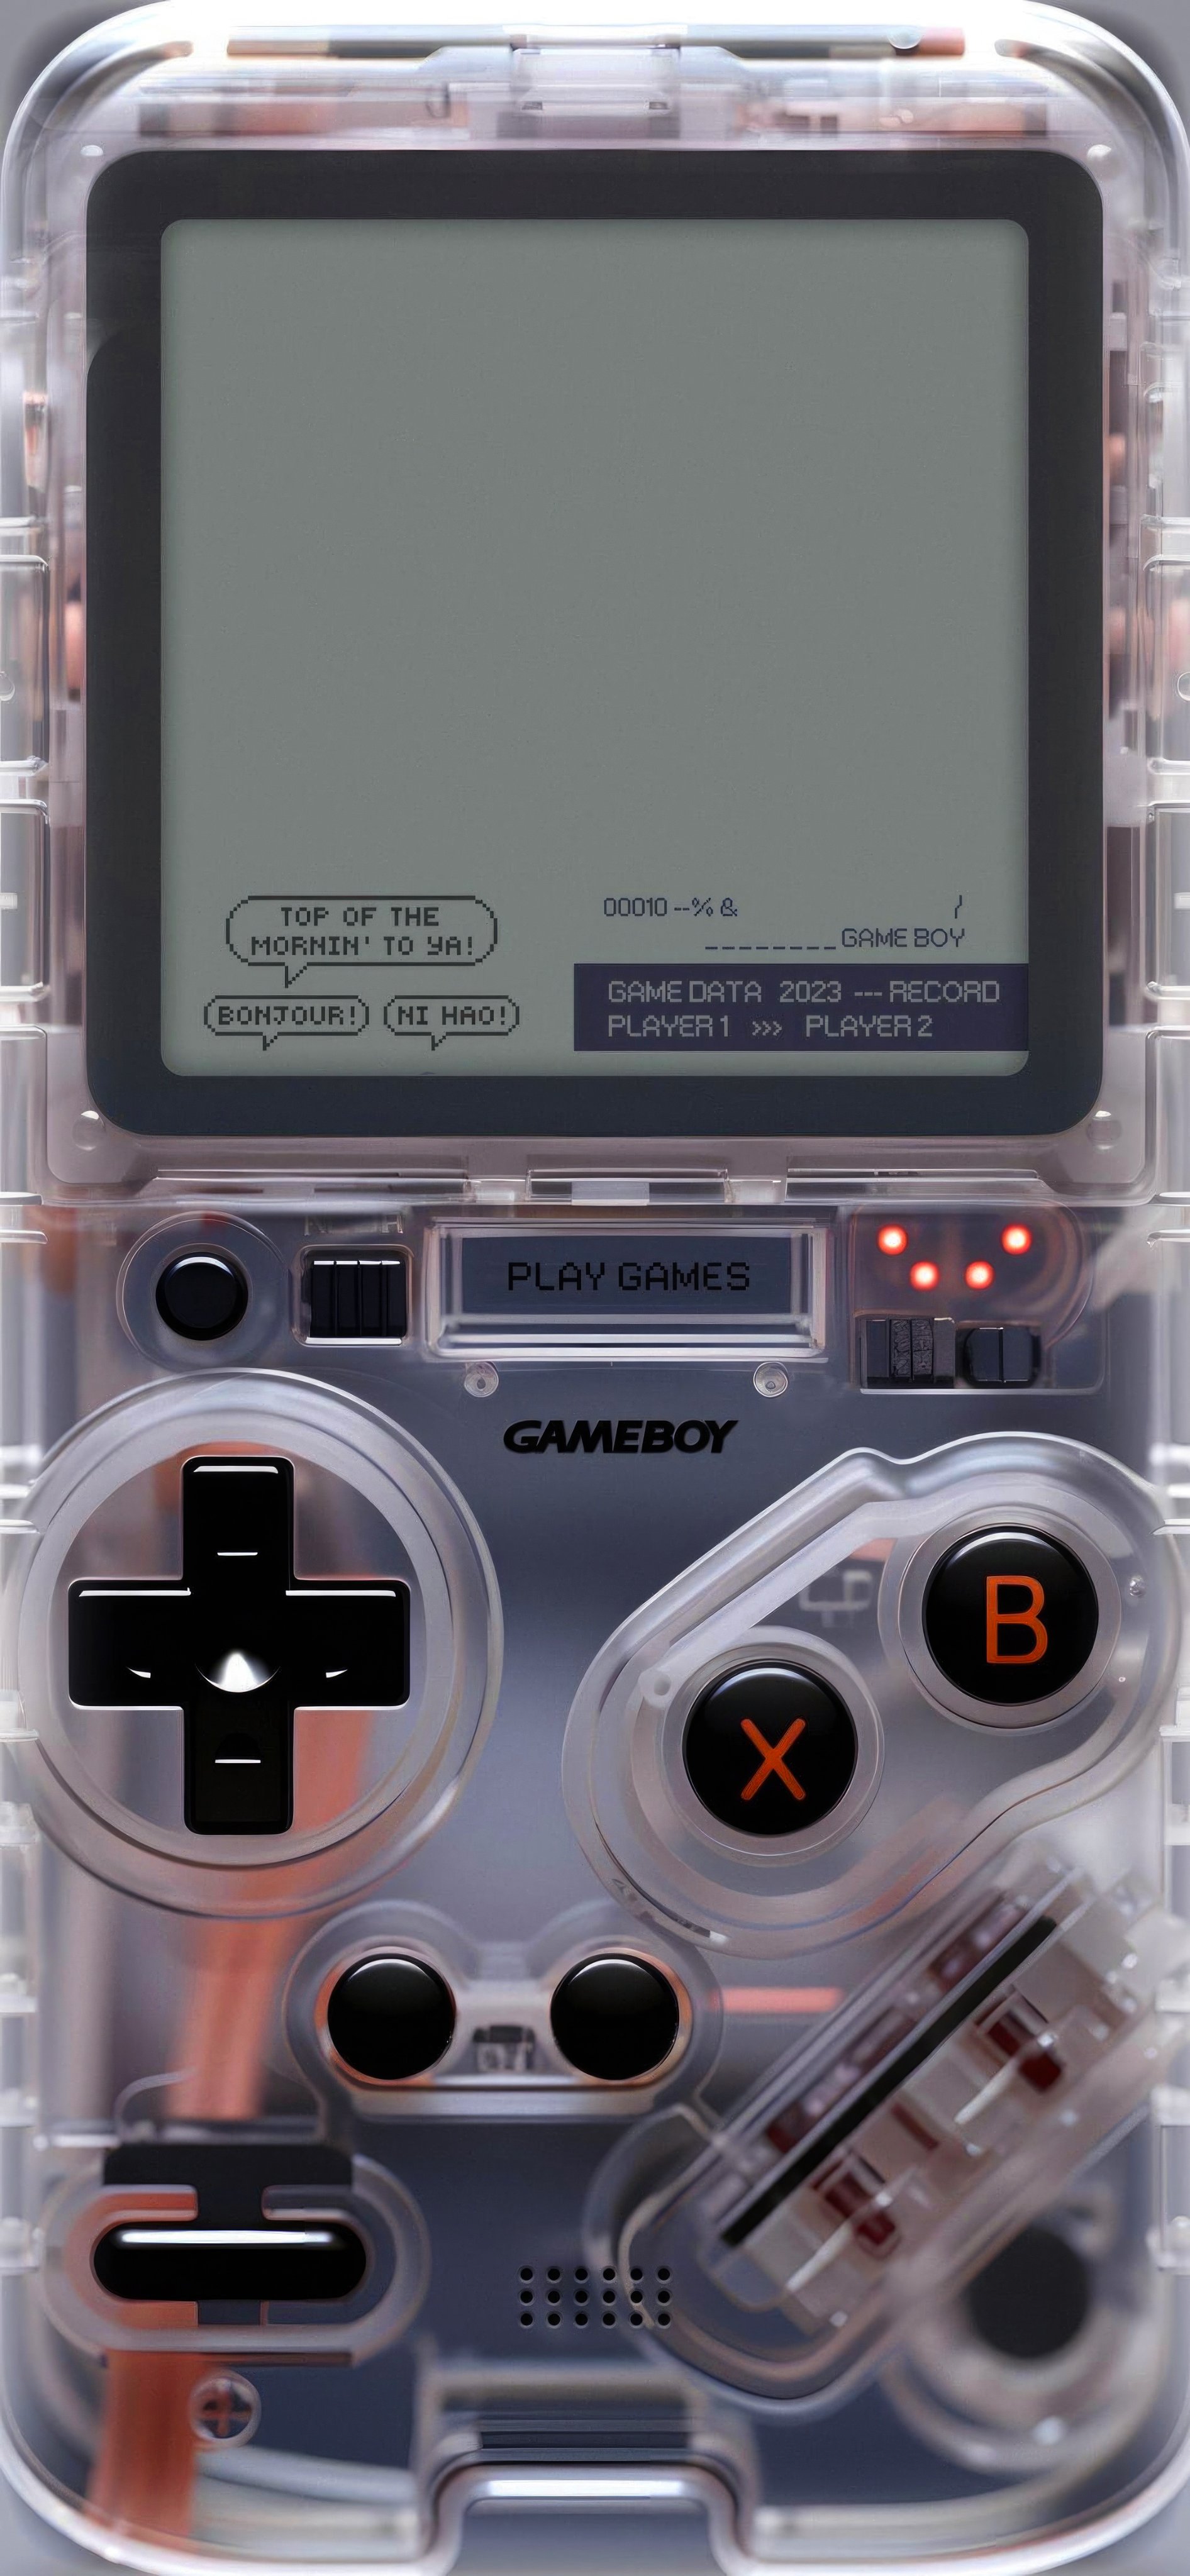 TOP OF THE
MORNIN' TO YA!
BONJOUR!
NI HAO!
00010 --% &
________GAME BOY
GAME DATA 2023 --- RECORD
PLAYER 1 >>> PLAYER 2
PLAY GAMES
GAMEBOY
B
X